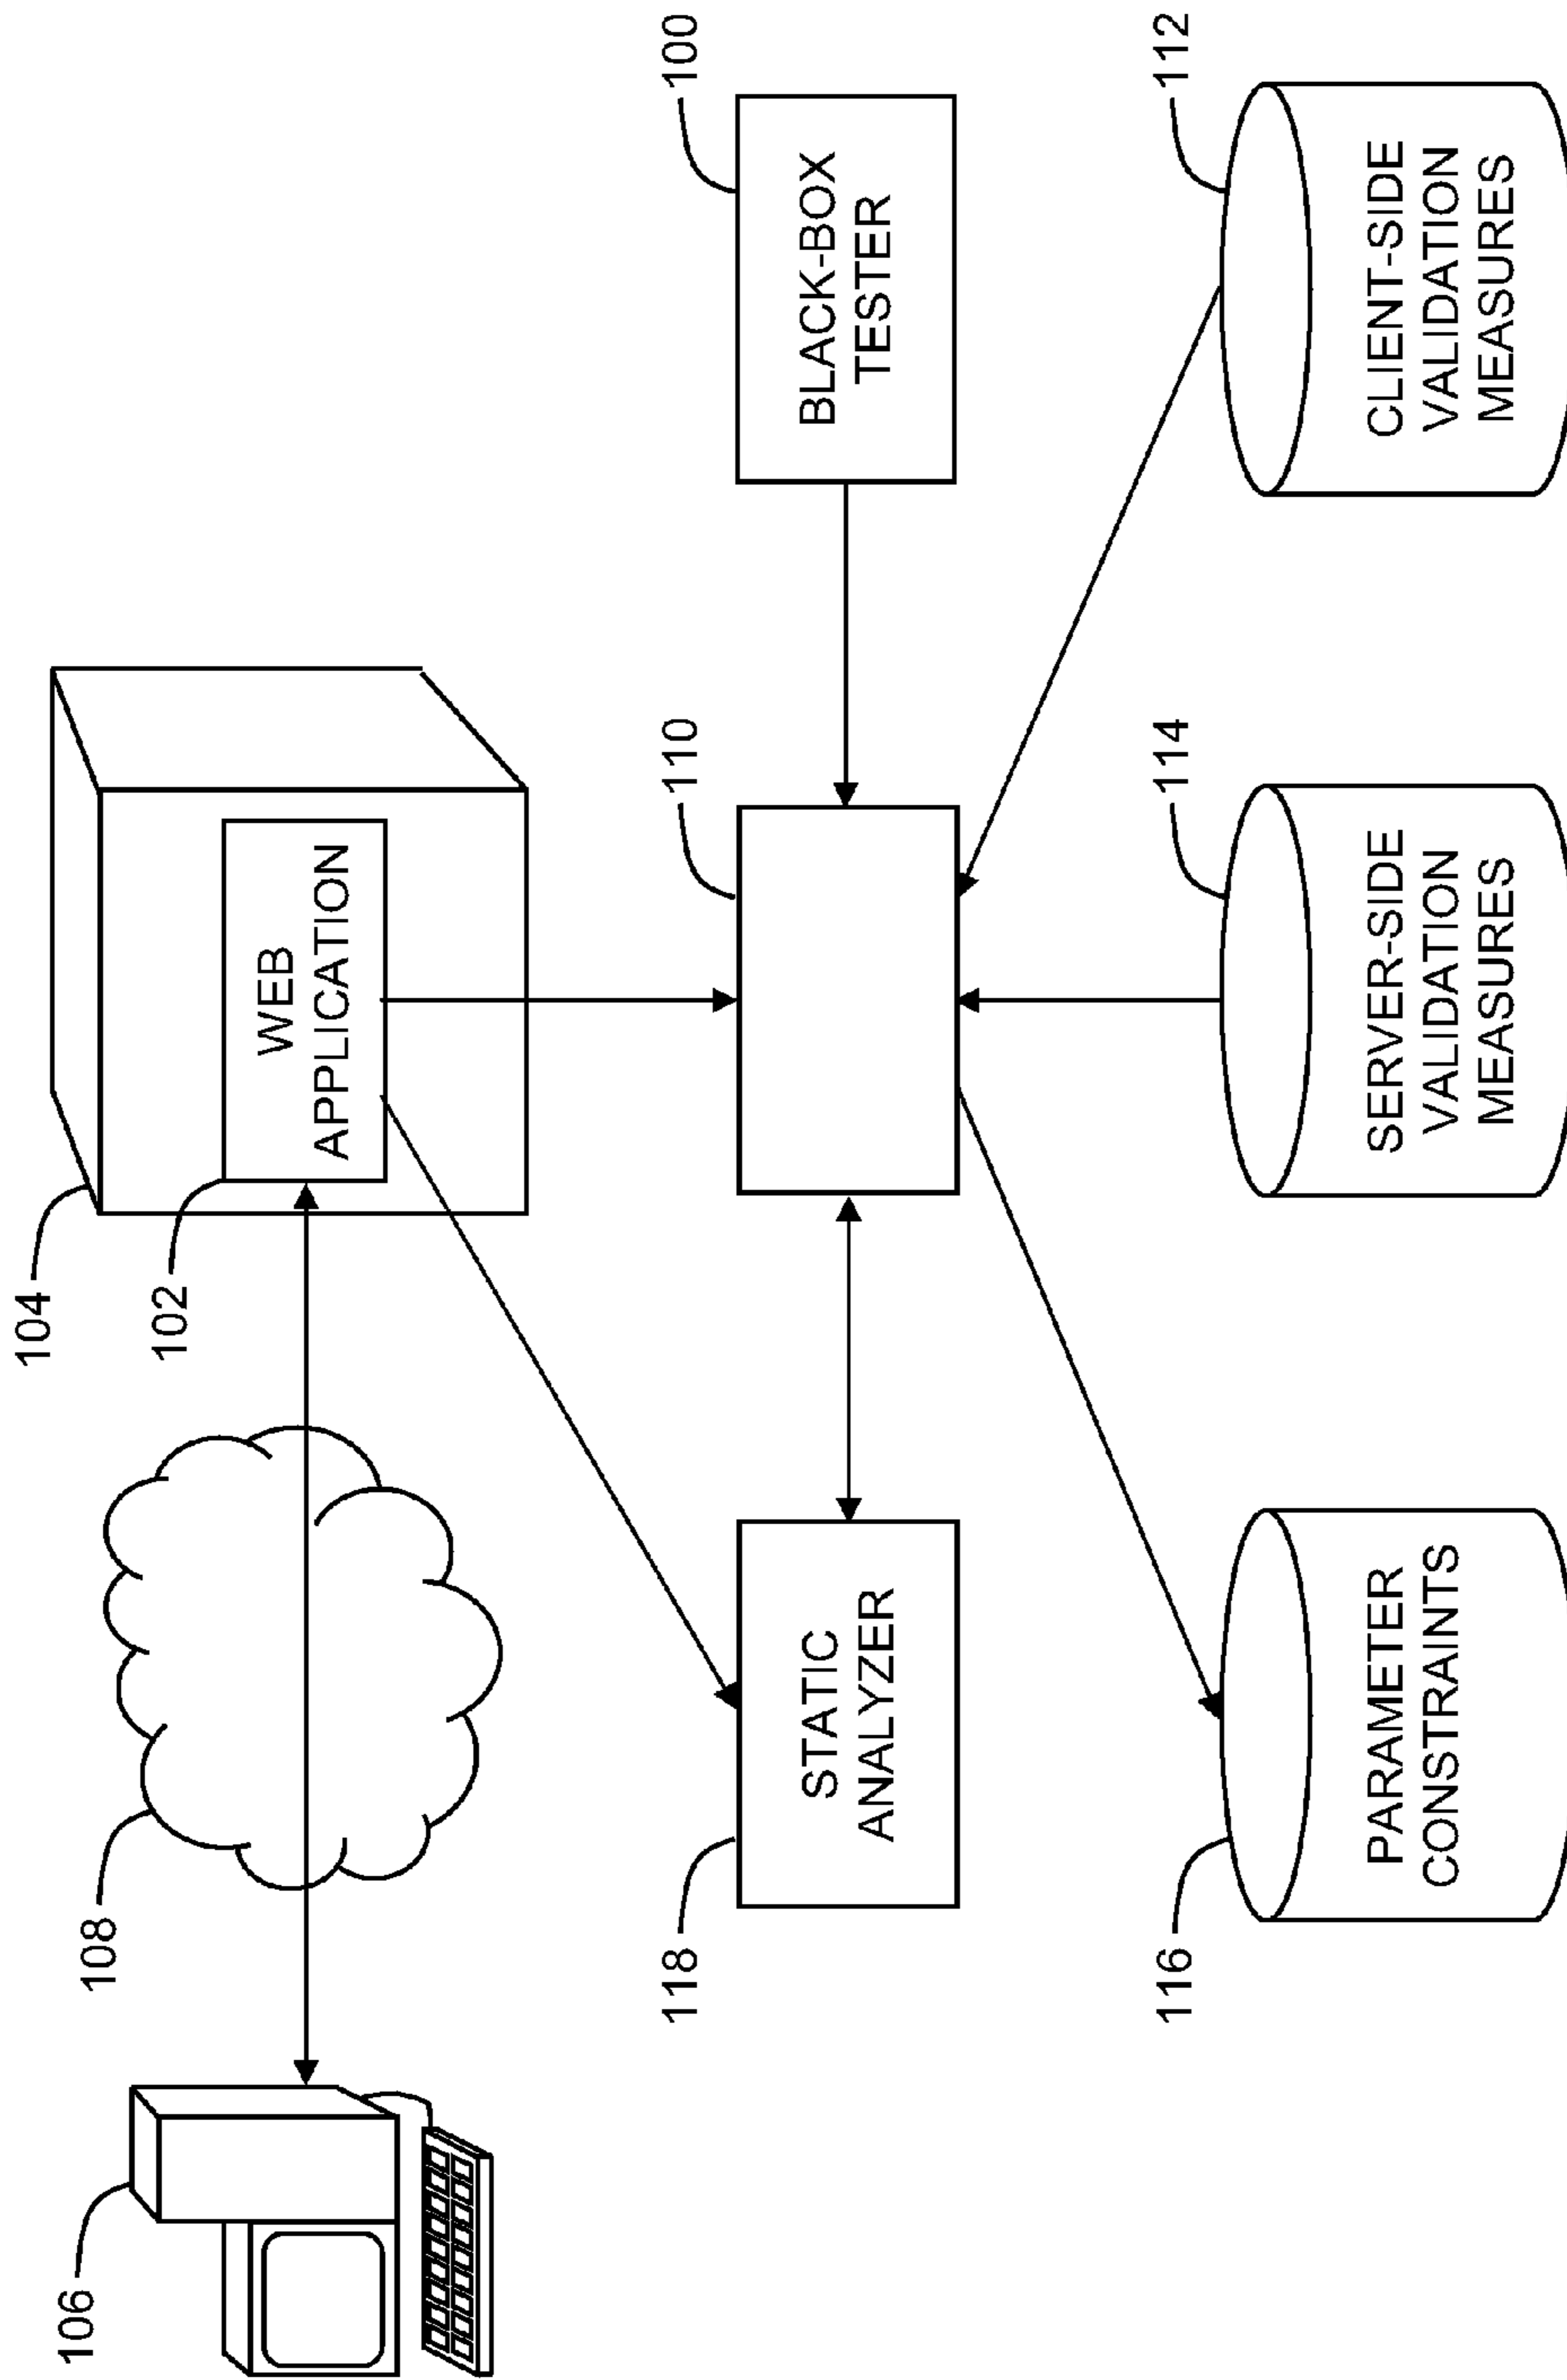 106
108
104
102
WEB
APPLICATION
118
STATIC
ANALYZER
110
100
BLACK-BOX
TESTER
116
PARAMETER
CONSTRAINTS
114
SERVER-SIDE
VALIDATION
MEASURES
112
CLIENT-SIDE
VALIDATION
MEASURES